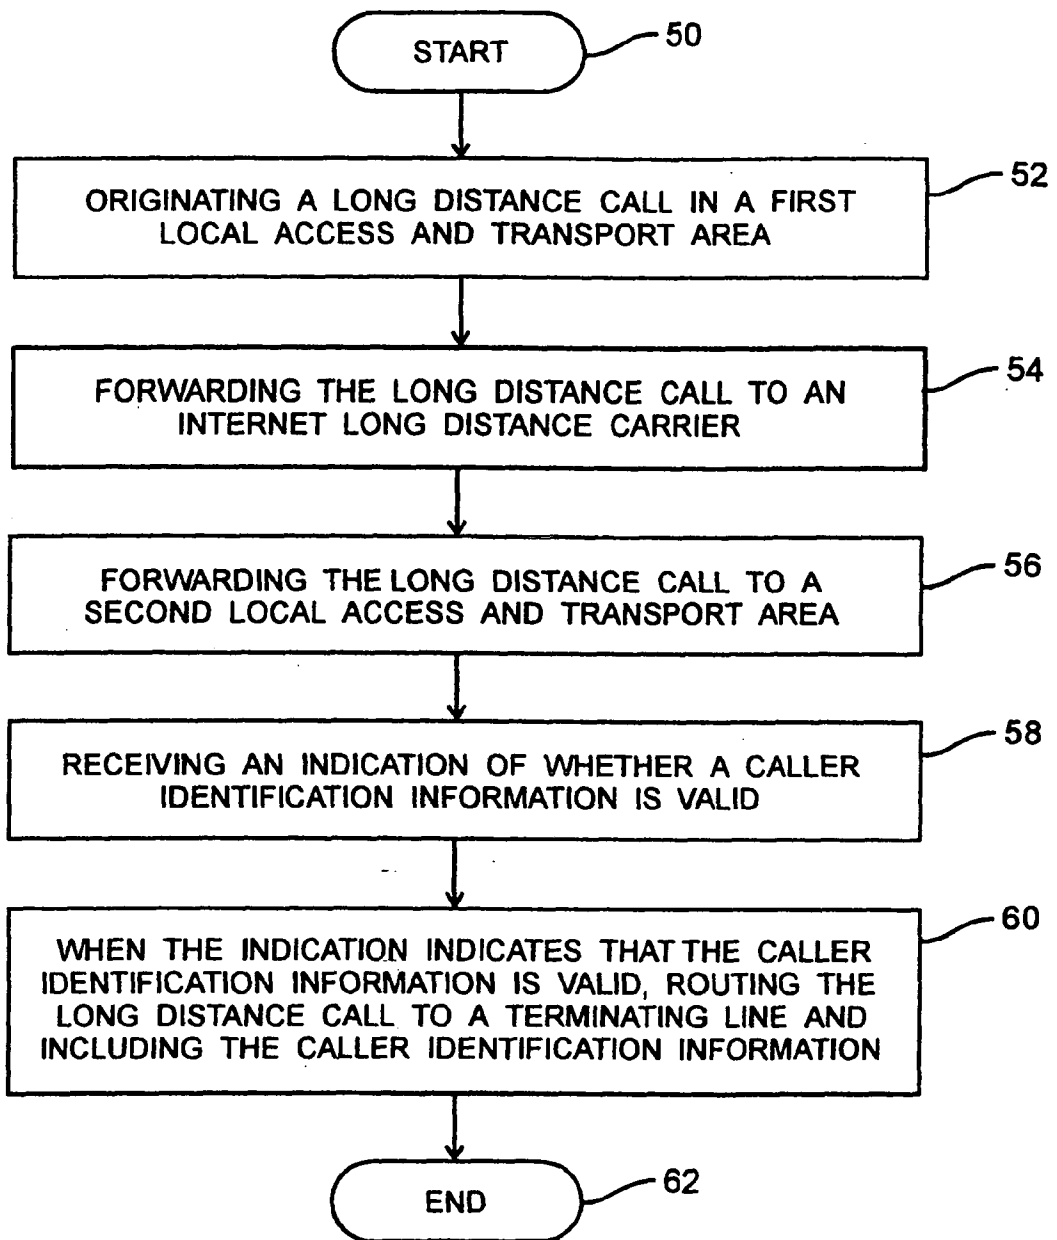 START
50
ORIGINATING A LONG DISTANCE CALL IN A FIRST
LOCAL ACCESS AND TRANSPORT AREA
52
FORWARDING THE LONG DISTANCE CALL TO AN
INTERNET LONG DISTANCE CARRIER
54
FORWARDING THE LONG DISTANCE CALL TO A
SECOND LOCAL ACCESS AND TRANSPORT AREA
56
RECEIVING AN INDICATION OF WHETHER A CALLER
IDENTIFICATION INFORMATION IS VALID
58
WHEN THE INDICATION INDICATES THAT THE CALLER
IDENTIFICATION INFORMATION IS VALID, ROUTING THE
LONG DISTANCE CALL TO A TERMINATING LINE AND
INCLUDING THE CALLER IDENTIFICATION INFORMATION
60
END
62